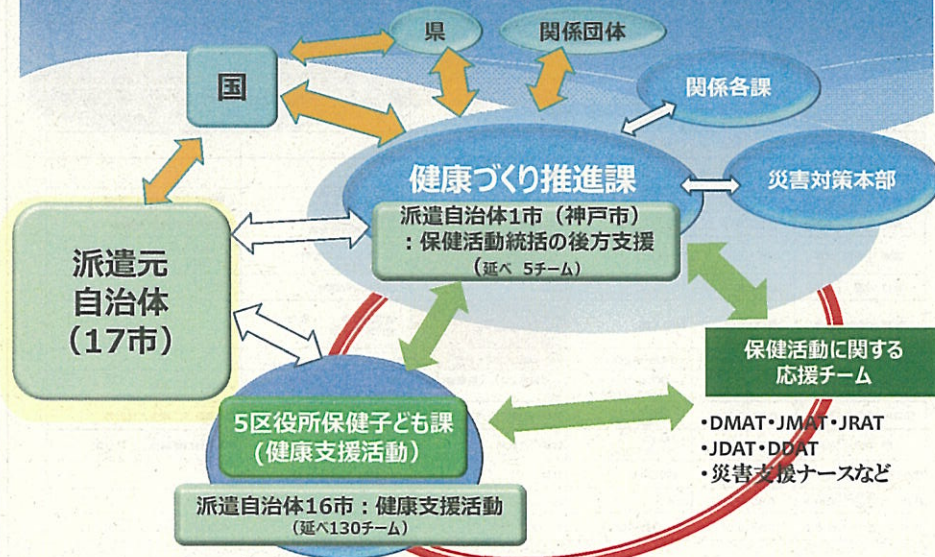 県
関係団体
国
関係各課
健康づくり推進課
災害対策本部
派遣自治体1市（神戸市）
：保健活動統括の後方支援
（延べ 5チーム）
派遣元
自治体
（17市）
保健活動に関する
応援チーム
5区役所保健子ども課
（健康支援活動）
・DMAT・JMAT・JRAT
・JDAT・DDAT
・災害支援ナースなど
派遣自治体16市：健康支援活動
（延べ130チーム）